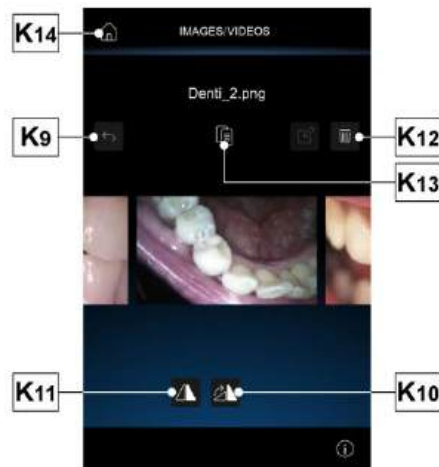 K14
IMAGES/VIDEOS
Denti_2.png
K9
K12
K13
K11
K10